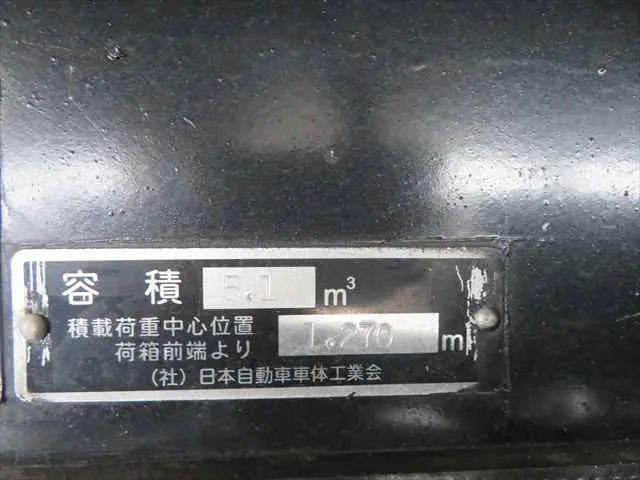 容積 5.1 m³
積載荷重中心位置
荷箱前端より 1.270 m
（社）日本自動車車体工業会